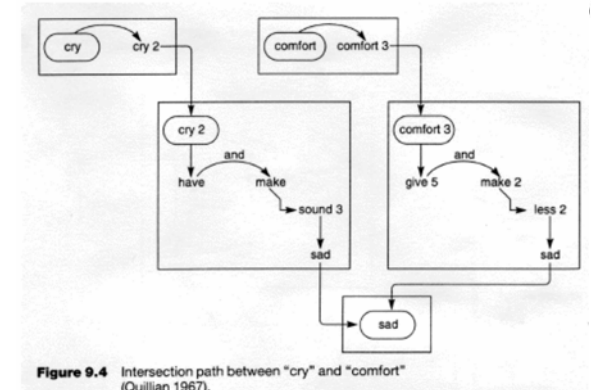 cry cry 2 comfort comfort 3
cry 2 comfort 3
and and
have make give 5 make 2
sound 3 less 2
sad sad
sad
Figure 9.4 Intersection path between “cry” and “comfort”
(Quillian 1967).